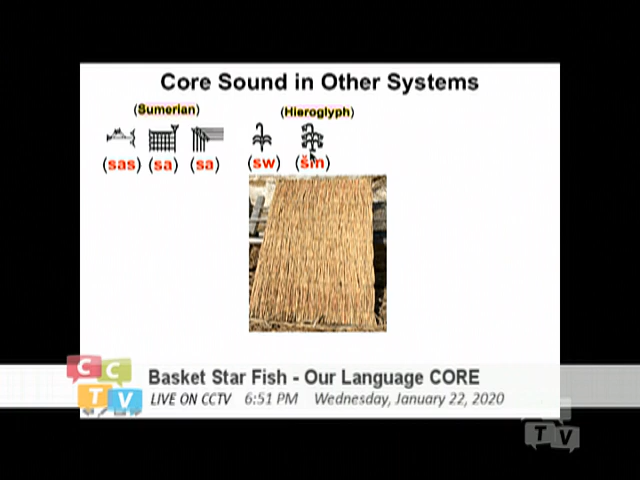 Core Sound in Other Systems
(Sumerian) (Hieroglyph)
(sas) (sa) (sa) (sw) (šm)
CCTV
Basket Star Fish - Our Language CORE
LIVE ON CCTV 6:51 PM Wednesday, January 22, 2020
TV